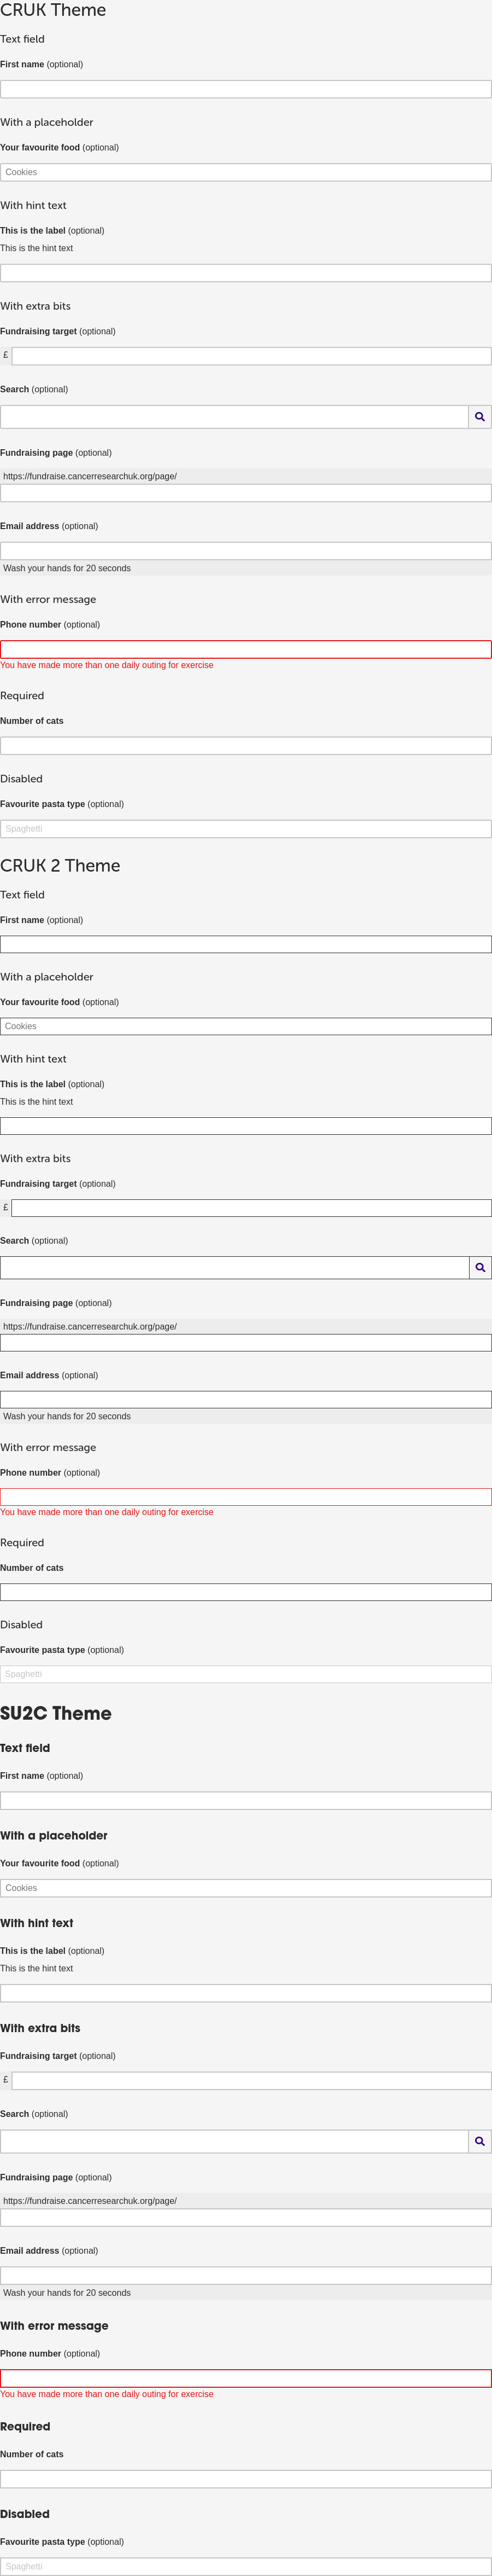 CRUK Theme
Text field
First name (optional)
With a placeholder
Your favourite food (optional)
Cookies
With hint text
This is the label (optional)
This is the hint text
With extra bits
Fundraising target (optional)
£
Search (optional)
Fundraising page (optional)
https://fundraise.cancerresearchuk.org/page/
Email address (optional)
Wash your hands for 20 seconds
With error message
Phone number (optional)
You have made more than one daily outing for exercise
Required
Number of cats
Disabled
Favourite pasta type (optional)
Spaghetti
CRUK 2 Theme
Text field
First name (optional)
With a placeholder
Your favourite food (optional)
Cookies
With hint text
This is the label (optional)
This is the hint text
With extra bits
Fundraising target (optional)
£
Search (optional)
Fundraising page (optional)
https://fundraise.cancerresearchuk.org/page/
Email address (optional)
Wash your hands for 20 seconds
With error message
Phone number (optional)
You have made more than one daily outing for exercise
Required
Number of cats
Disabled
Favourite pasta type (optional)
Spaghetti
SU2C Theme
Text field
First name (optional)
With a placeholder
Your favourite food (optional)
Cookies
With hint text
This is the label (optional)
This is the hint text
With extra bits
Fundraising target (optional)
£
Search (optional)
Fundraising page (optional)
https://fundraise.cancerresearchuk.org/page/
Email address (optional)
Wash your hands for 20 seconds
With error message
Phone number (optional)
You have made more than one daily outing for exercise
Required
Number of cats
Disabled
Favourite pasta type (optional)
Spaghetti